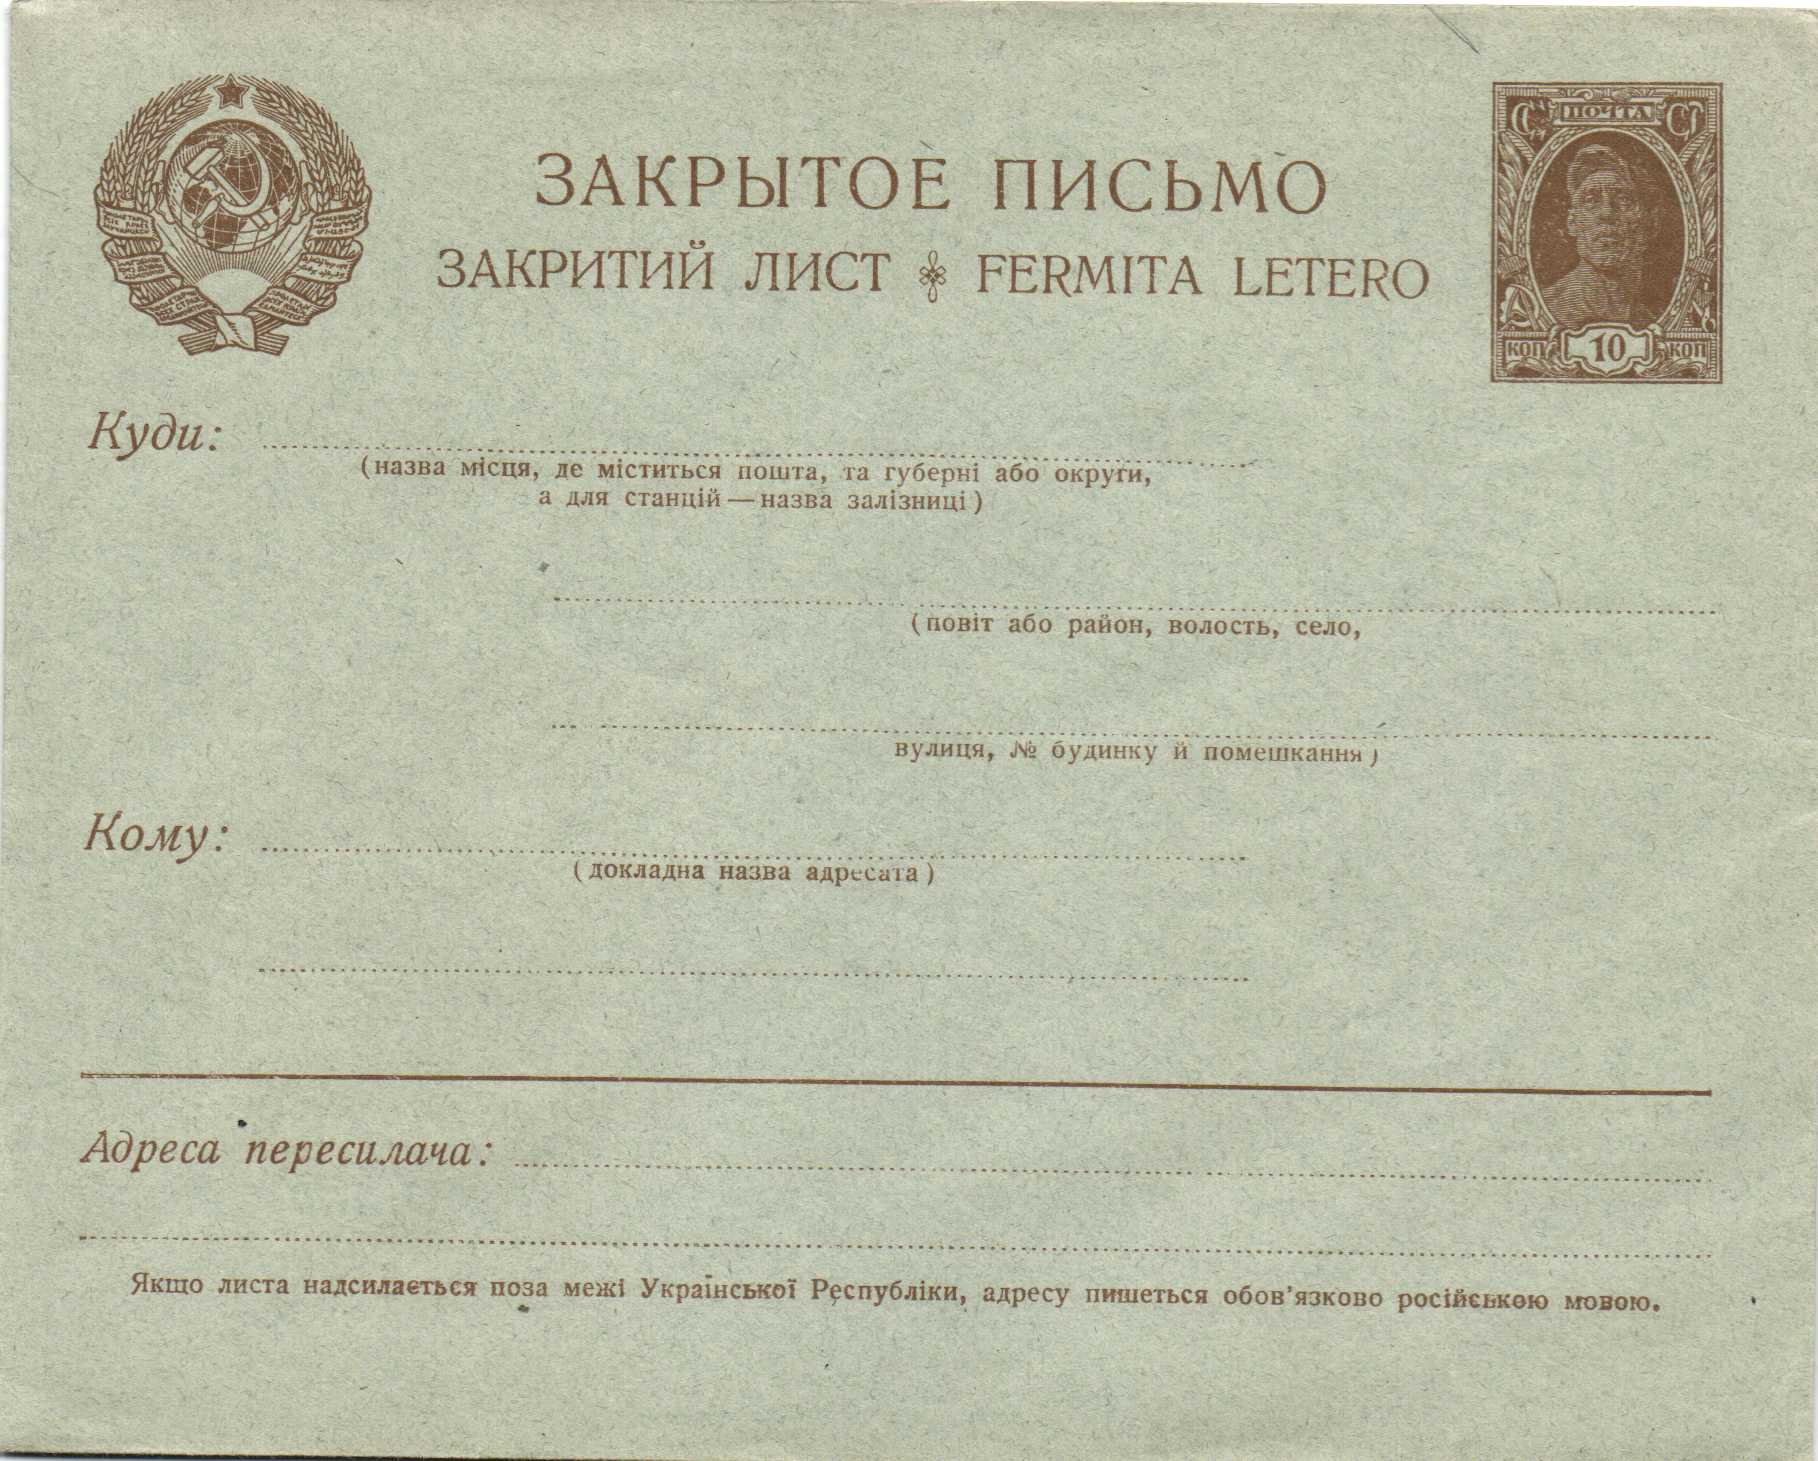 ЗАКРЫТОЕ ПИСЬМО
ЗАКРИТИЙ ЛИСТ FERMITA LETERO
ПОЧТА
КОП 10 КОП
Куди:
(назва місця, де міститься пошта, та губерні або округи,
а для станцій — назва залізниці)
(повіт або район, волость, село,
вулиця, № будинку й помешкання)
Кому:
(докладна назва адресата)
Адреса пересилача:
Якщо листа надсилається поза межі Української Республіки, адресу пишеться обов'язково російською мовою.